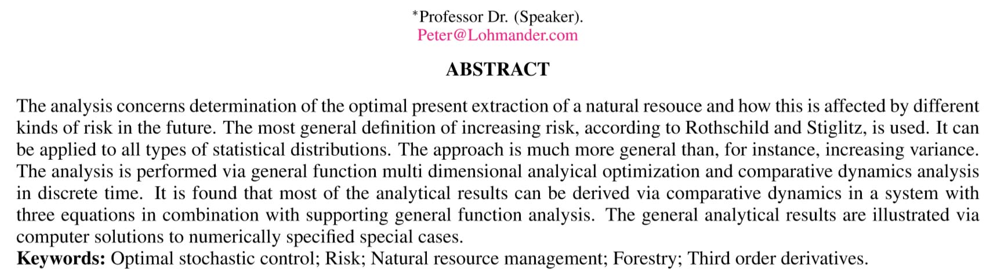 *Professor Dr. (Speaker).
Peter@Lohmander.com
ABSTRACT
The analysis concerns determination of the optimal present extraction of a natural resouce and how this is affected by different
kinds of risk in the future. The most general definition of increasing risk, according to Rothschild and Stiglitz, is used. It can
be applied to all types of statistical distributions. The approach is much more general than, for instance, increasing variance.
The analysis is performed via general function multi dimensional analyical optimization and comparative dynamics analysis
in discrete time. It is found that most of the analytical results can be derived via comparative dynamics in a system with
three equations in combination with supporting general function analysis. The general analytical results are illustrated via
computer solutions to numerically specified special cases.
Keywords: Optimal stochastic control; Risk; Natural resource management; Forestry; Third order derivatives.